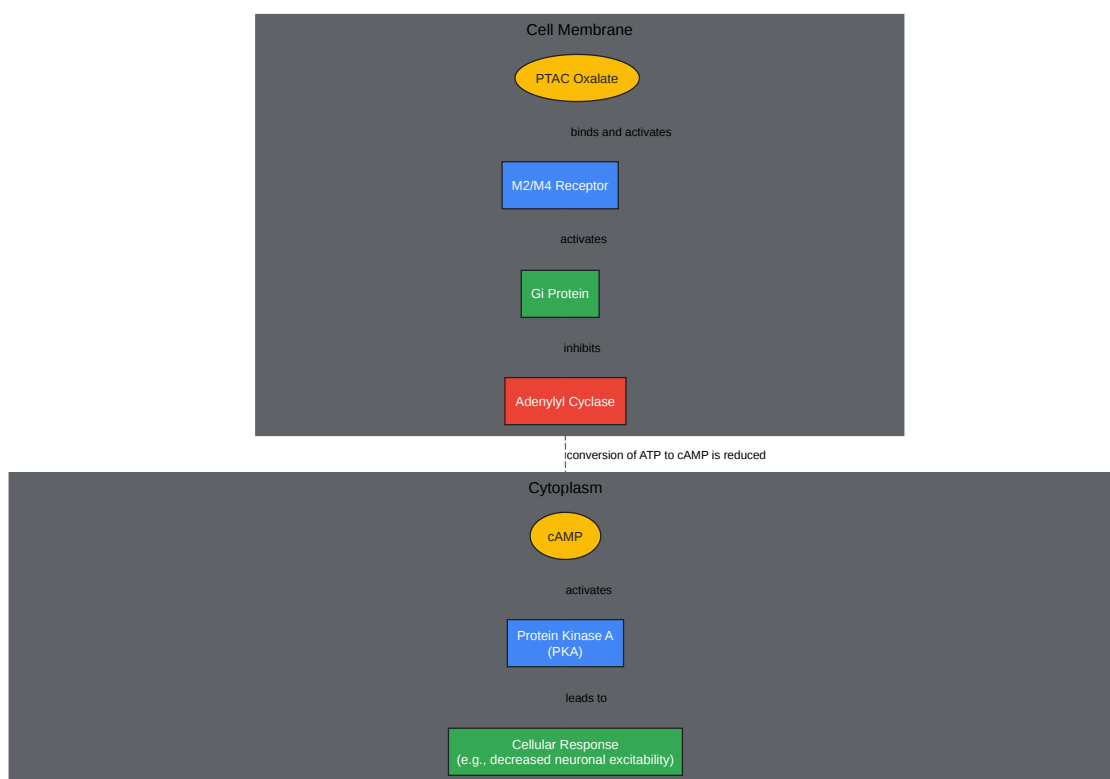 Cell Membrane
PTAC Oxalate
binds and activates
M2/M4 Receptor
activates
Gi Protein
inhibits
Adenylyl Cyclase
conversion of ATP to cAMP is reduced
Cytoplasm
cAMP
activates
Protein Kinase A
(PKA)
leads to
Cellular Response
(e.g., decreased neuronal excitability)